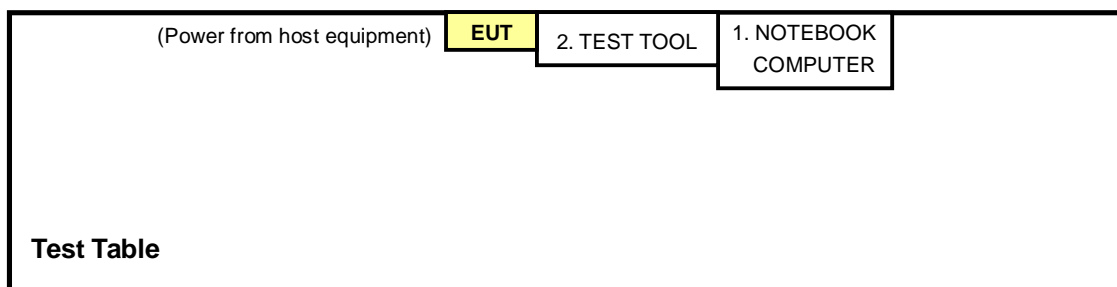 (Power from host equipment)
EUT
2. TEST TOOL
1. NOTEBOOK
COMPUTER
Test Table